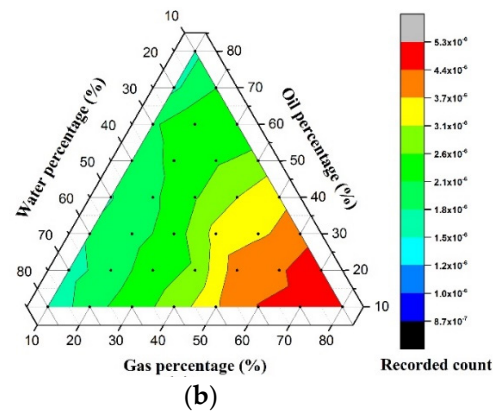 10
20
30
40
50
60
70
80
Water percentage (%)
80
70
60
50
40
30
20
10
Oil percentage (%)
10 20 30 40 50 60 70 80
Gas percentage (%)
5.3x10⁻⁶
4.4x10⁻⁶
3.7x10⁻⁶
3.1x10⁻⁶
2.6x10⁻⁶
2.1x10⁻⁶
1.8x10⁻⁶
1.5x10⁻⁶
1.2x10⁻⁶
1.0x10⁻⁶
8.7x10⁻⁷
Recorded count
(b)